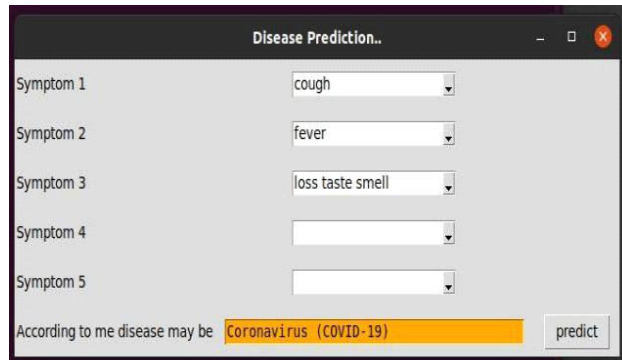 Disease Prediction..
Symptom 1 cough
Symptom 2 fever
Symptom 3 loss taste smell
Symptom 4
Symptom 5
According to me disease may be Coronavirus (COVID-19) predict